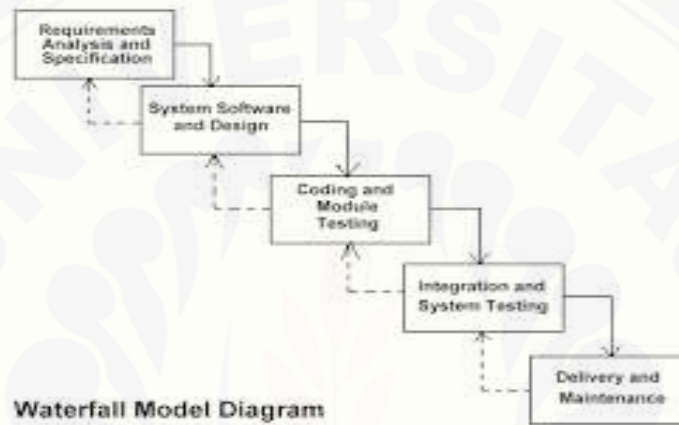 Requirements
Analysis and
Specification
System Software
and Design
Coding and
Module
Testing
Integration and
System Testing
Delivery and
Maintenance
Waterfall Model Diagram